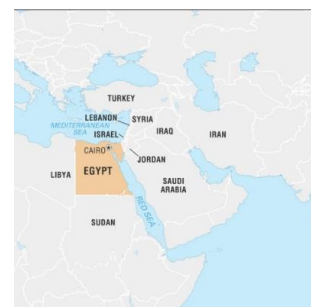 TURKEY
LEBANON
SYRIA
MEDITERRANEAN
SEA
ISRAEL
IRAQ
IRAN
CAIRO*
JORDAN
LIBYA
EGYPT
SAUDI
ARABIA
RED SEA
SUDAN